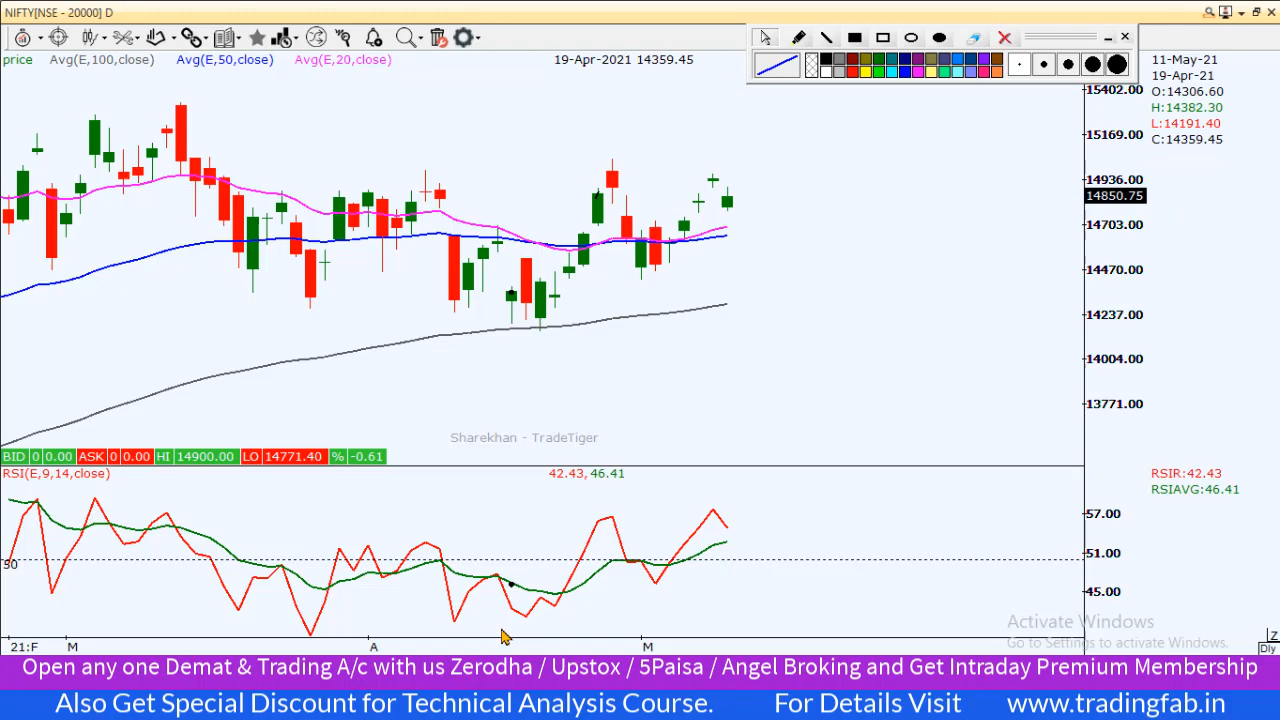 NIFTY[NSE - 20000] D
price Avg(E,100,close) Avg(E,50,close) Avg(E,20,close) 19-Apr-2021 14359.45
11-May-21
19-Apr-21
O:14306.60
H:14382.30
L:14191.40
C:14359.45
15402.00
15169.00
14936.00
14850.75
14703.00
14470.00
14237.00
14004.00
13771.00
Sharekhan - TradeTiger
BID 0 0.00 ASK 0 0.00 HI 14900.00 LO 14771.40 % -0.61
RSI(E,9,14,close) 42.43, 46.41
RSIR:42.43
RSIAVG:46.41
57.00
51.00
50
45.00
Activate Windows
Go to Settings to activate Windows.
Z
21:F M A M
Dly
Open any one Demat & Trading A/c with us Zerodha / Upstox / 5Paisa / Angel Broking and Get Intraday Premium Membership
Also Get Special Discount for Technical Analysis Course. For Details Visit www.tradingfab.in